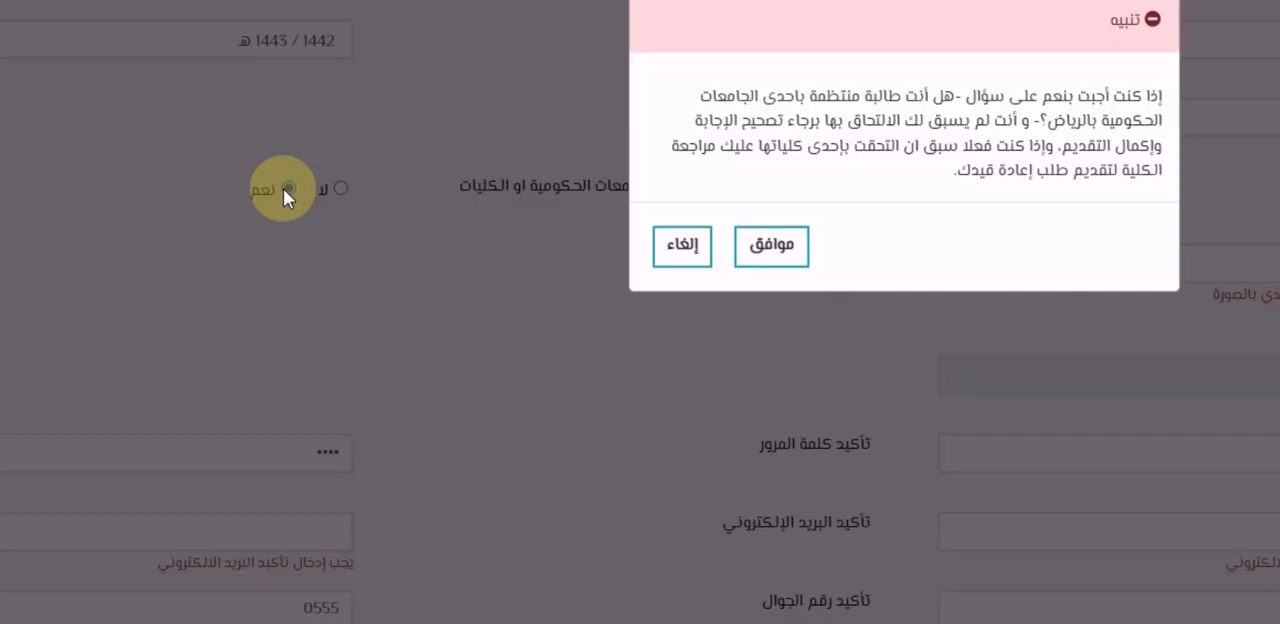 تنبيه
إذا كنت أجبت بنعم على سؤال -هل أنت طالبة منتظمة باحدى الجامعات
الحكومية بالرياض؟- و أنت لم يسبق لك الالتحاق بها برجاء تصحيح الإجابة
وإكمال التقديم، وإذا كنت فعلا سبق ان التحقت بإحدى كلياتها عليك مراجعة
الكلية لتقديم طلب إعادة قيدك.
موافق
إلغاء
1442 / 1443 هـ
معات الحكومية او الكليات
لا
نعم
دي بالصورة
تأكيد كلمة المرور
••••
تأكيد البريد الإلكتروني
لكتروني
يجب إدخال تأكيد البريد الالكتروني
تأكيد رقم الجوال
0555